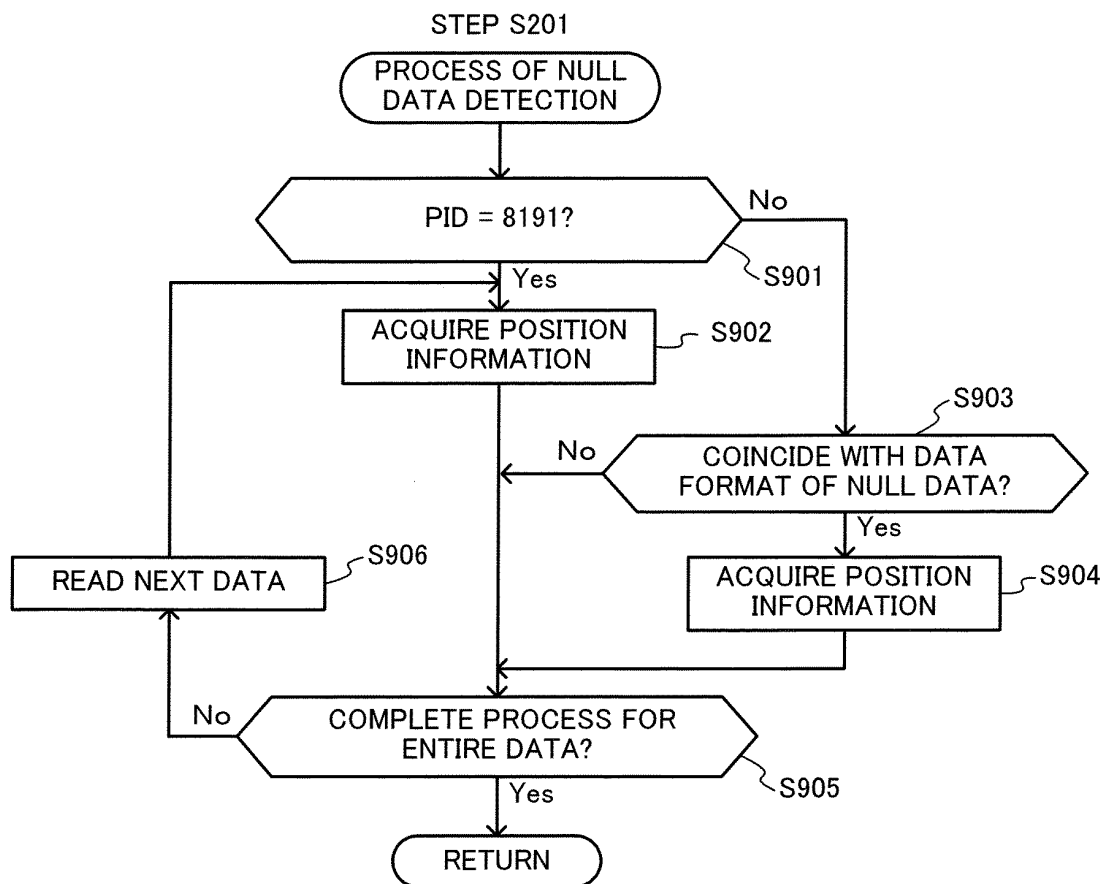 STEP S201
PROCESS OF NULL
DATA DETECTION
PID = 8191?
No
S901
Yes
ACQUIRE POSITION
INFORMATION
S902
S903
No
COINCIDE WITH DATA
FORMAT OF NULL DATA?
Yes
READ NEXT DATA
S906
ACQUIRE POSITION
INFORMATION
S904
No
COMPLETE PROCESS FOR
ENTIRE DATA?
S905
Yes
RETURN